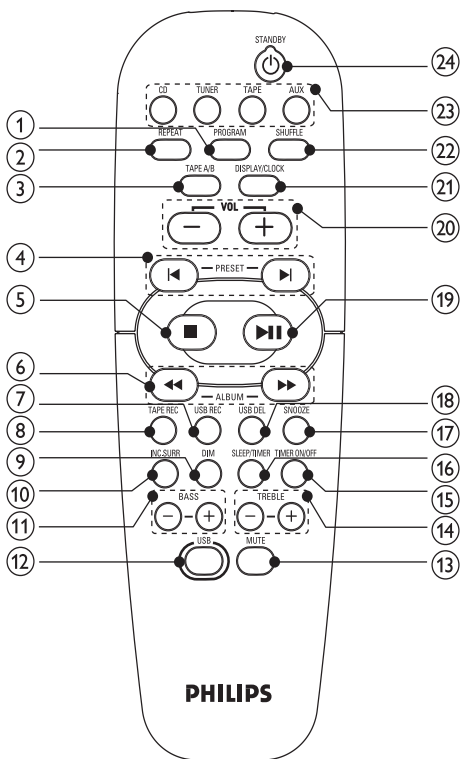 STANDBY
24
CD TUNER TAPE AUX
23
1
REPEAT PROGRAM SHUFFLE
2
22
TAPE A/B DISPLAY/CLOCK
3
21
VOL
− +
20
4
PRESET
5
19
6
ALBUM
7
18
TAPE REC USB REC USB DEL SNOOZE
8
17
9
INC.SURR DIM SLEEP/TIMER TIMER ON/OFF
16
10
15
BASS TREBLE
11
− - + − - +
14
USB MUTE
12
13
PHILIPS